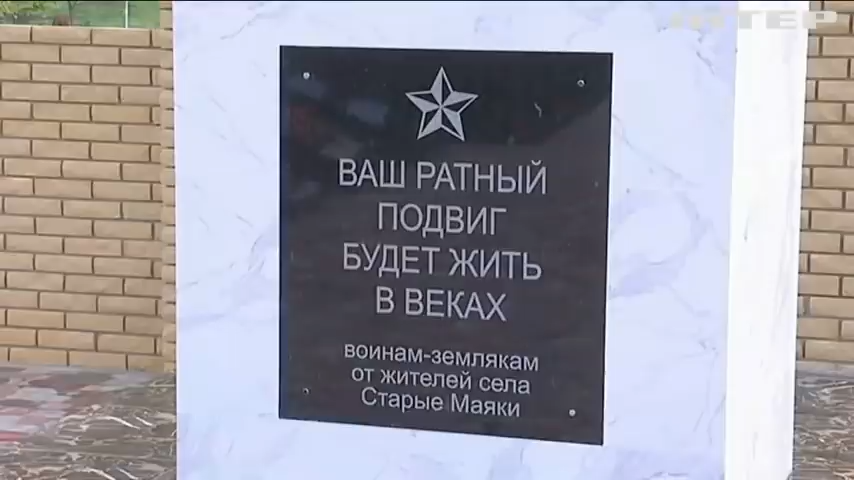 ІНТЕР
ВАШ РАТНЫЙ
ПОДВИГ
БУДЕТ ЖИТЬ
В ВЕКАХ
воинам-землякам
от жителей села
Старые Маяки